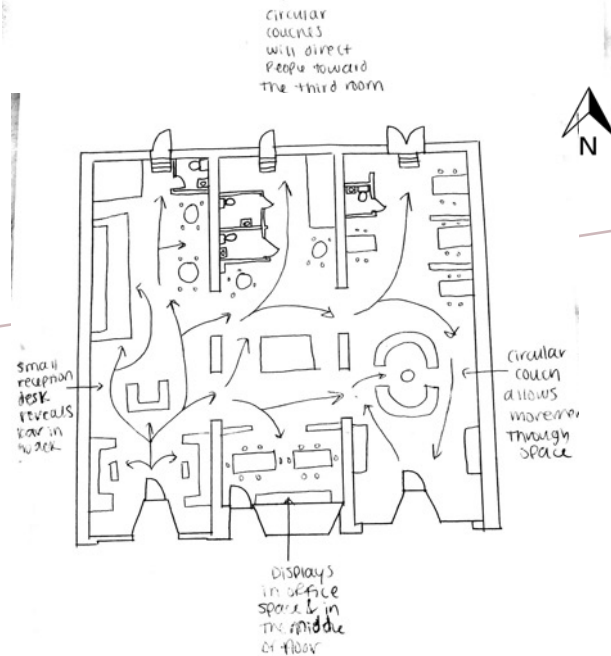 circular
couches
will direct
people toward
the third room
N
small
reception
desk
reveals
bar in
back
circular
couch
allows
movemen
through
space
Displays
in office
space & in
the middle
of floor